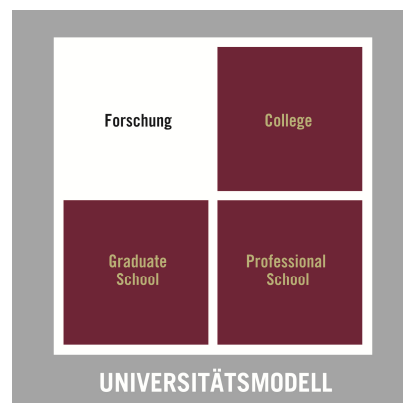 Forschung
College
Graduate
School
Professional
School
UNIVERSITÄTSMODELL